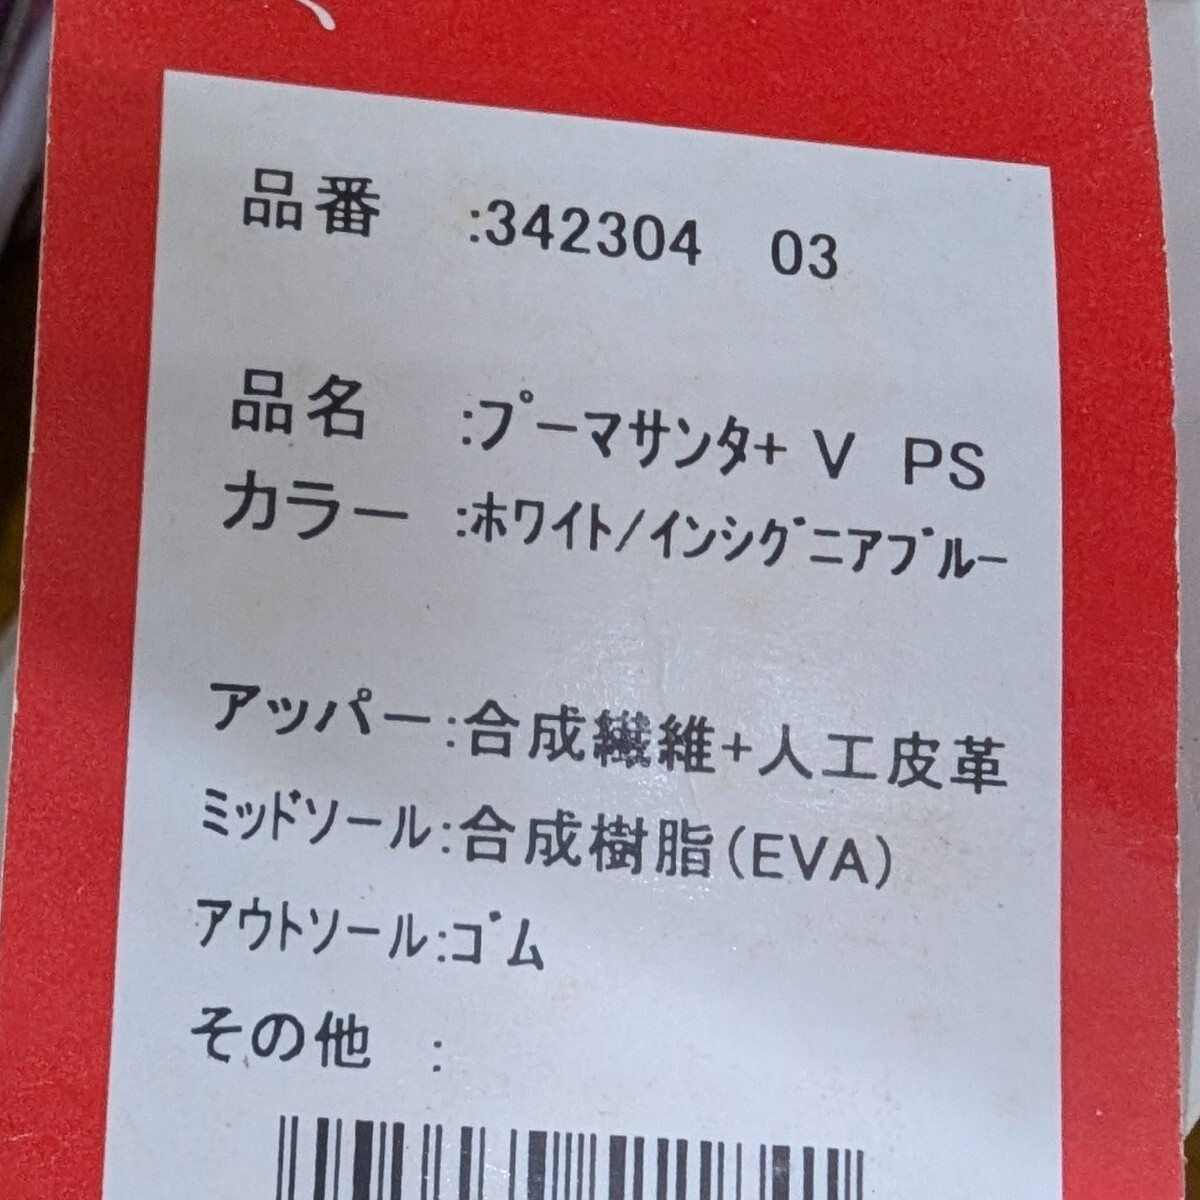 品番 :342304 03
品名 :プーマサンタ+ V PS
カラー :ホワイト/インシグニアブルー
アッパー:合成繊維+人工皮革
ミッドソール:合成樹脂(EVA)
アウトソール:ゴム
その他 :